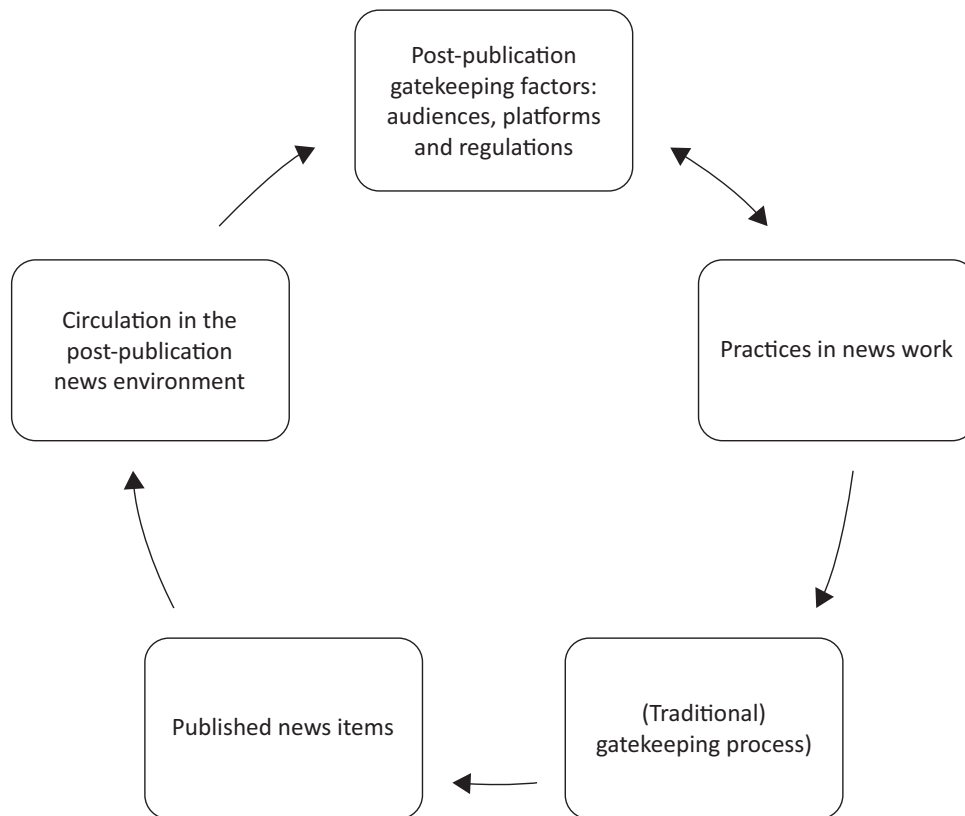 Post-publication
gatekeeping factors:
audiences, platforms
and regulations
Circulation in the
post-publication
news environment
Practices in news work
Published news items
(Traditional)
gatekeeping process)